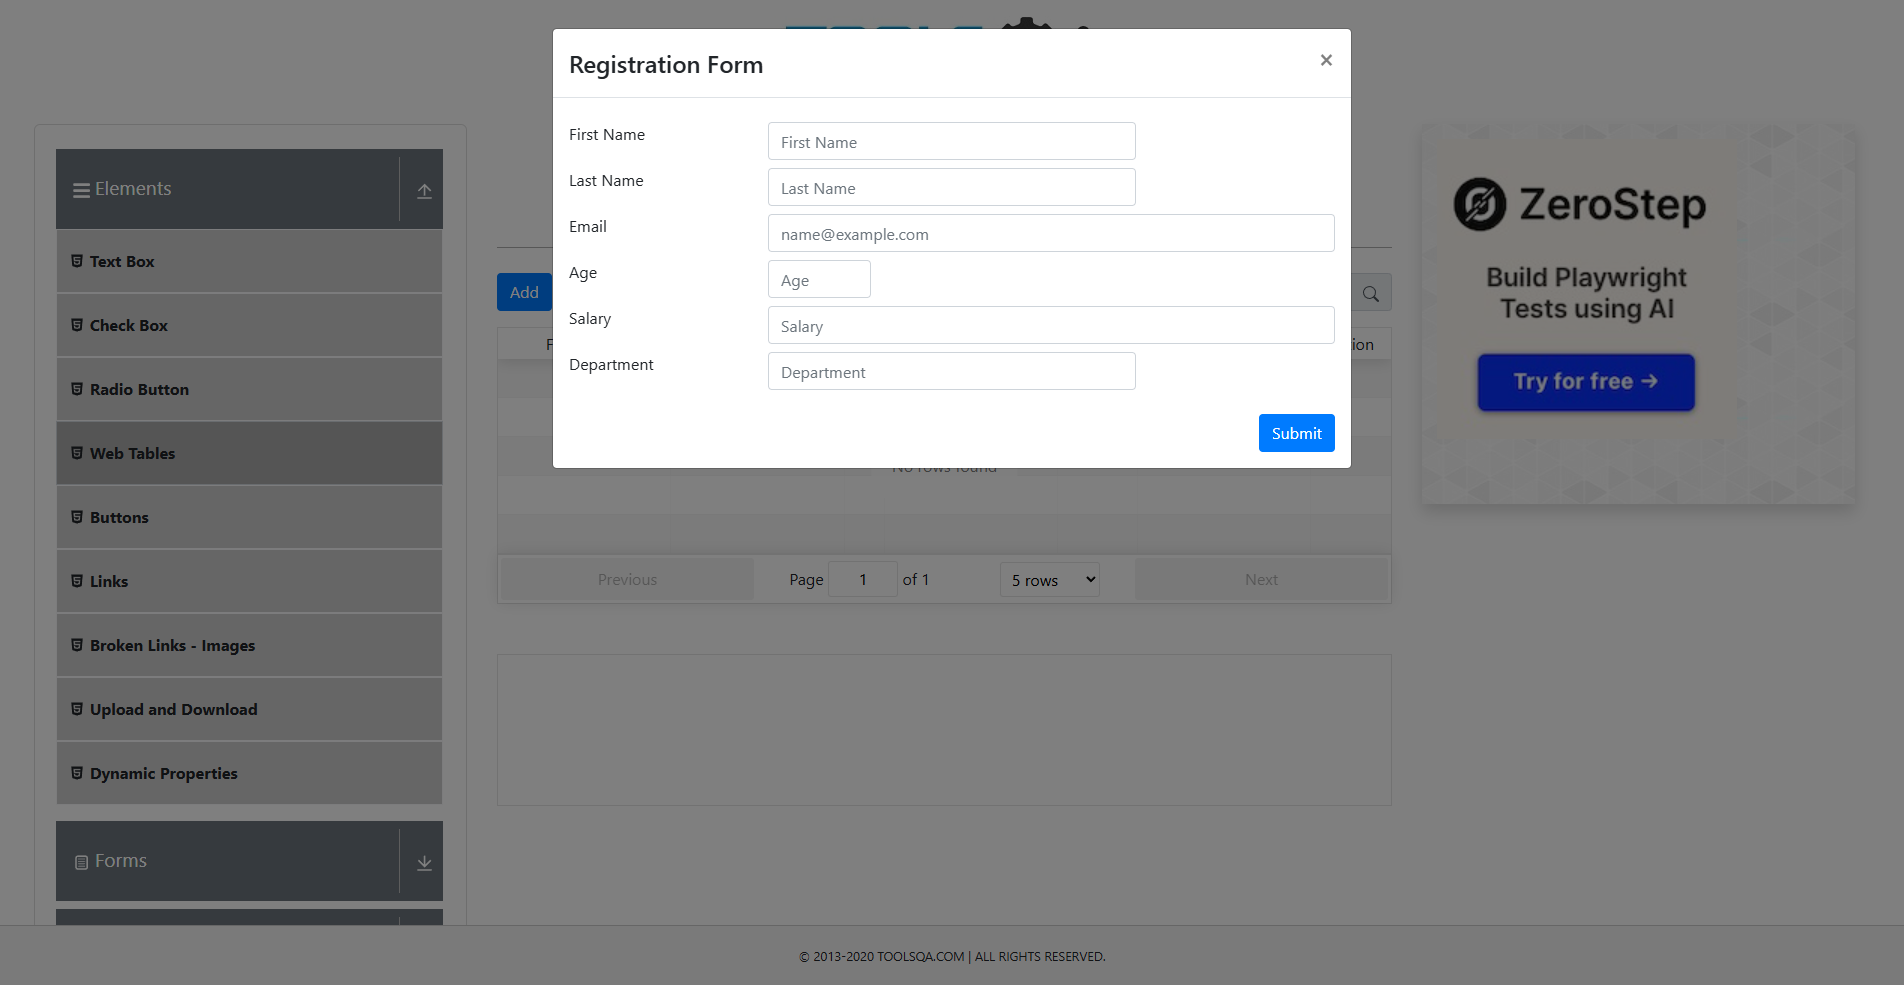 Registration Form
×
First Name
First Name
Last Name
Last Name
Email
name@example.com
Age
Age
Salary
Salary
Department
Department
Submit
Elements
Text Box
Check Box
Radio Button
Web Tables
Buttons
Links
Broken Links - Images
Upload and Download
Dynamic Properties
Forms
Add
No rows found
Previous
Page 1 of 1
5 rows
Next
ZeroStep
Build Playwright
Tests using AI
Try for free →
© 2013-2020 TOOLSQA.COM | ALL RIGHTS RESERVED.